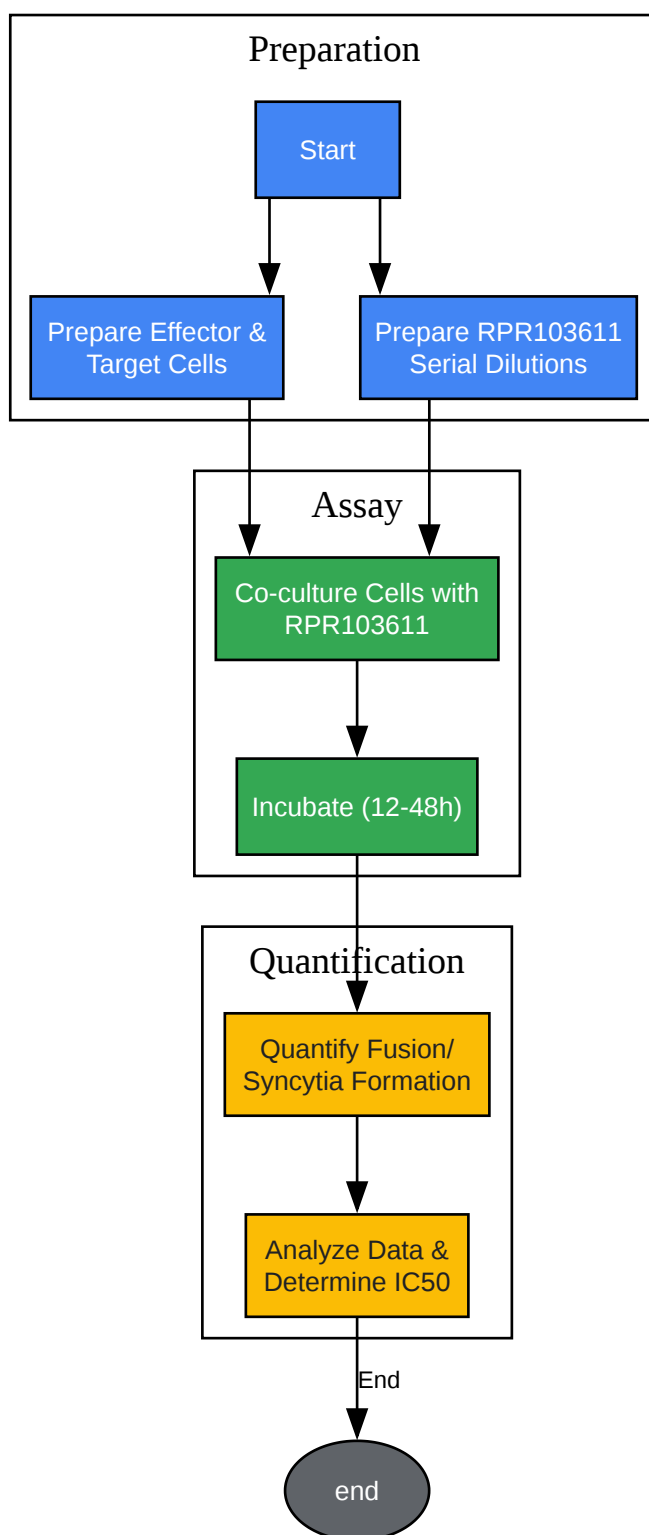 Preparation
Start
Prepare Effector &
Target Cells
Prepare RPR103611
Serial Dilutions
Assay
Co-culture Cells with
RPR103611
Incubate (12-48h)
Quantification
Quantify Fusion/
Syncytia Formation
Analyze Data &
Determine IC50
End
end